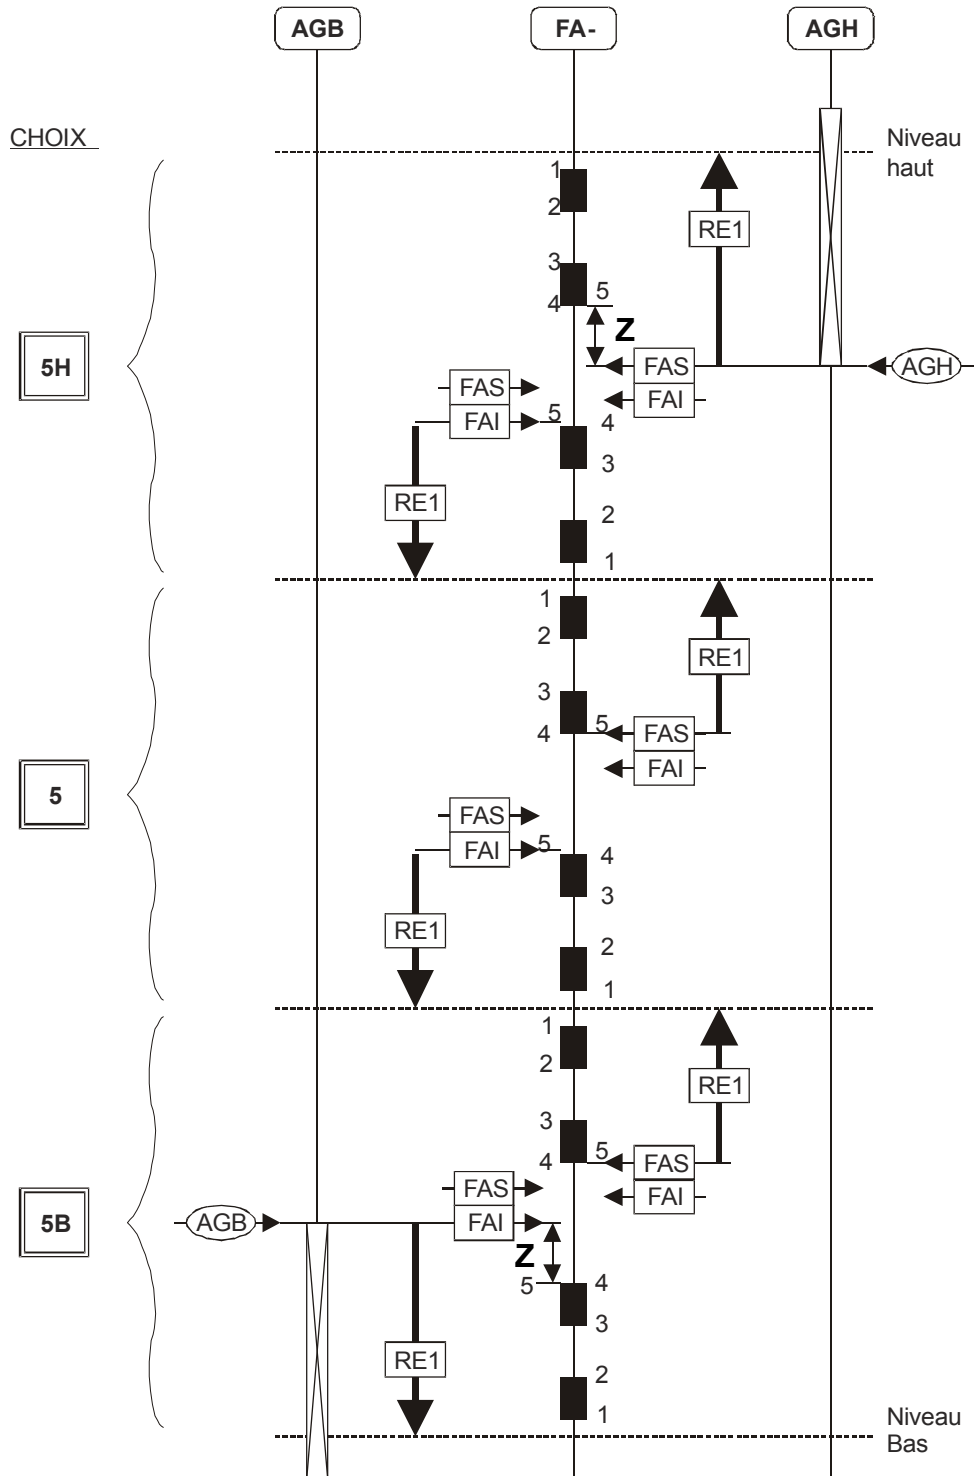 AGB FA- AGH
CHOIX
Niveau
haut
1
2
RE1
3
4 5
Z
5H
FAS AGH
FAS
FAI
5 FAI 4
3
RE1
2
1
1
2
RE1
3
4 5 FAS
FAI
5
FAS
FAI 5 4
3
RE1
2
1
1
2
RE1
3
4 5 FAS
FAS FAI
5B
AGB FAI
Z
5 4
3
RE1
2
1
Niveau
Bas